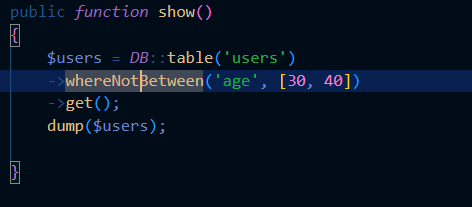 public function show()
{
$users = DB::table('users')
->whereNotBetween('age', [30, 40])
->get();
dump($users);
}